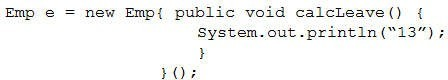 Emp e = new Emp{ public void calcLeave() {
System.out.println(“13”);
}
}();